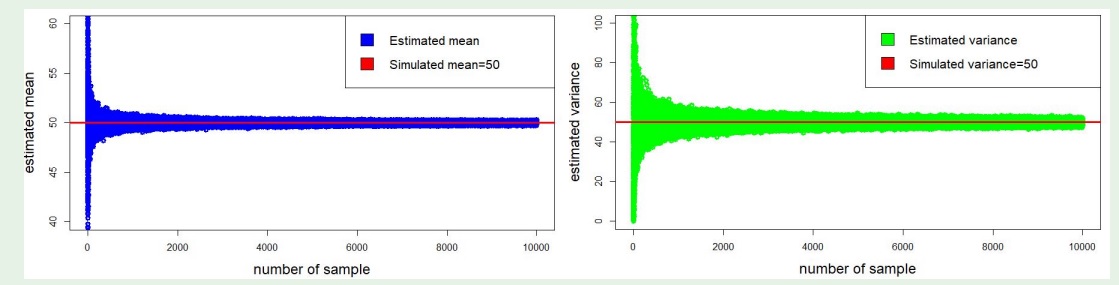 Estimated mean
Simulated mean=50
estimated mean
60
55
50
45
40
0
2000
4000
6000
8000
10000
number of sample
Estimated variance
Simulated variance=50
estimated variance
100
80
60
40
20
0
0
2000
4000
6000
8000
10000
number of sample